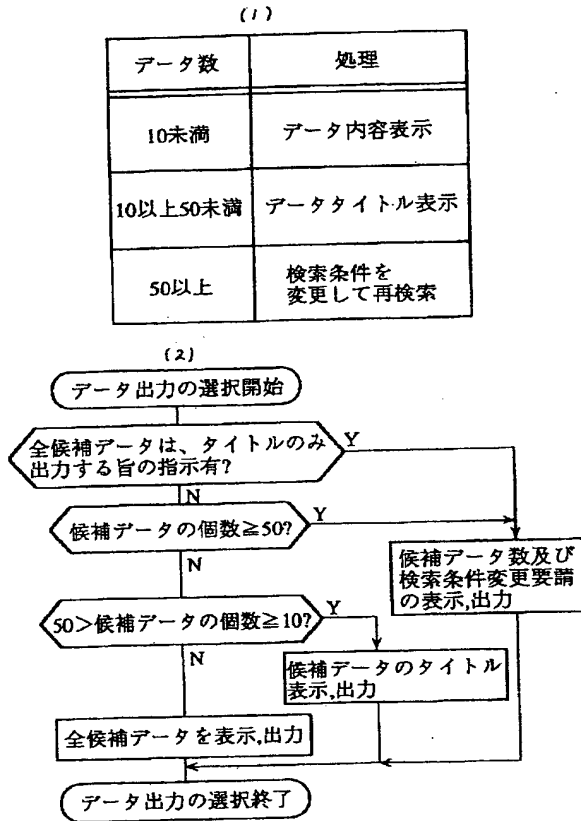 (1)
データ数 処理
10未満 データ内容表示
10以上50未満 データタイトル表示
50以上 検索条件を
変更して再検索
(2)
データ出力の選択開始
全候補データは、タイトルのみ
出力する旨の指示有?
Y
N
候補データの個数≧50?
Y
N
候補データ数及び
検索条件変更要請
の表示,出力
50>候補データの個数≧10?
Y
N
候補データのタイトル
表示,出力
全候補データを表示,出力
データ出力の選択終了